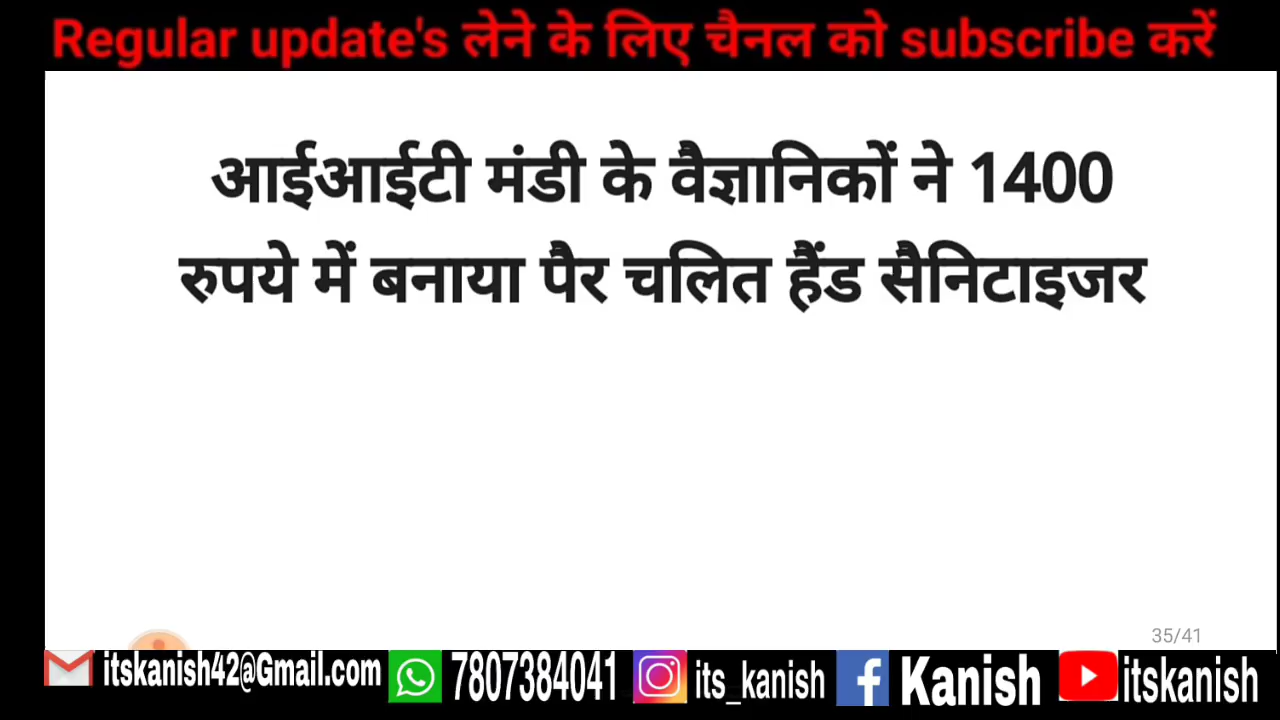 Regular update's लेने के लिए चैनल को subscribe करें
आईआईटी मंडी के वैज्ञानिकों ने 1400
रुपये में बनाया पैर चलित हैंड सैनिटाइजर
35/41
itskanish42@Gmail.com 7807384041 its_kanish Kanish itskanish